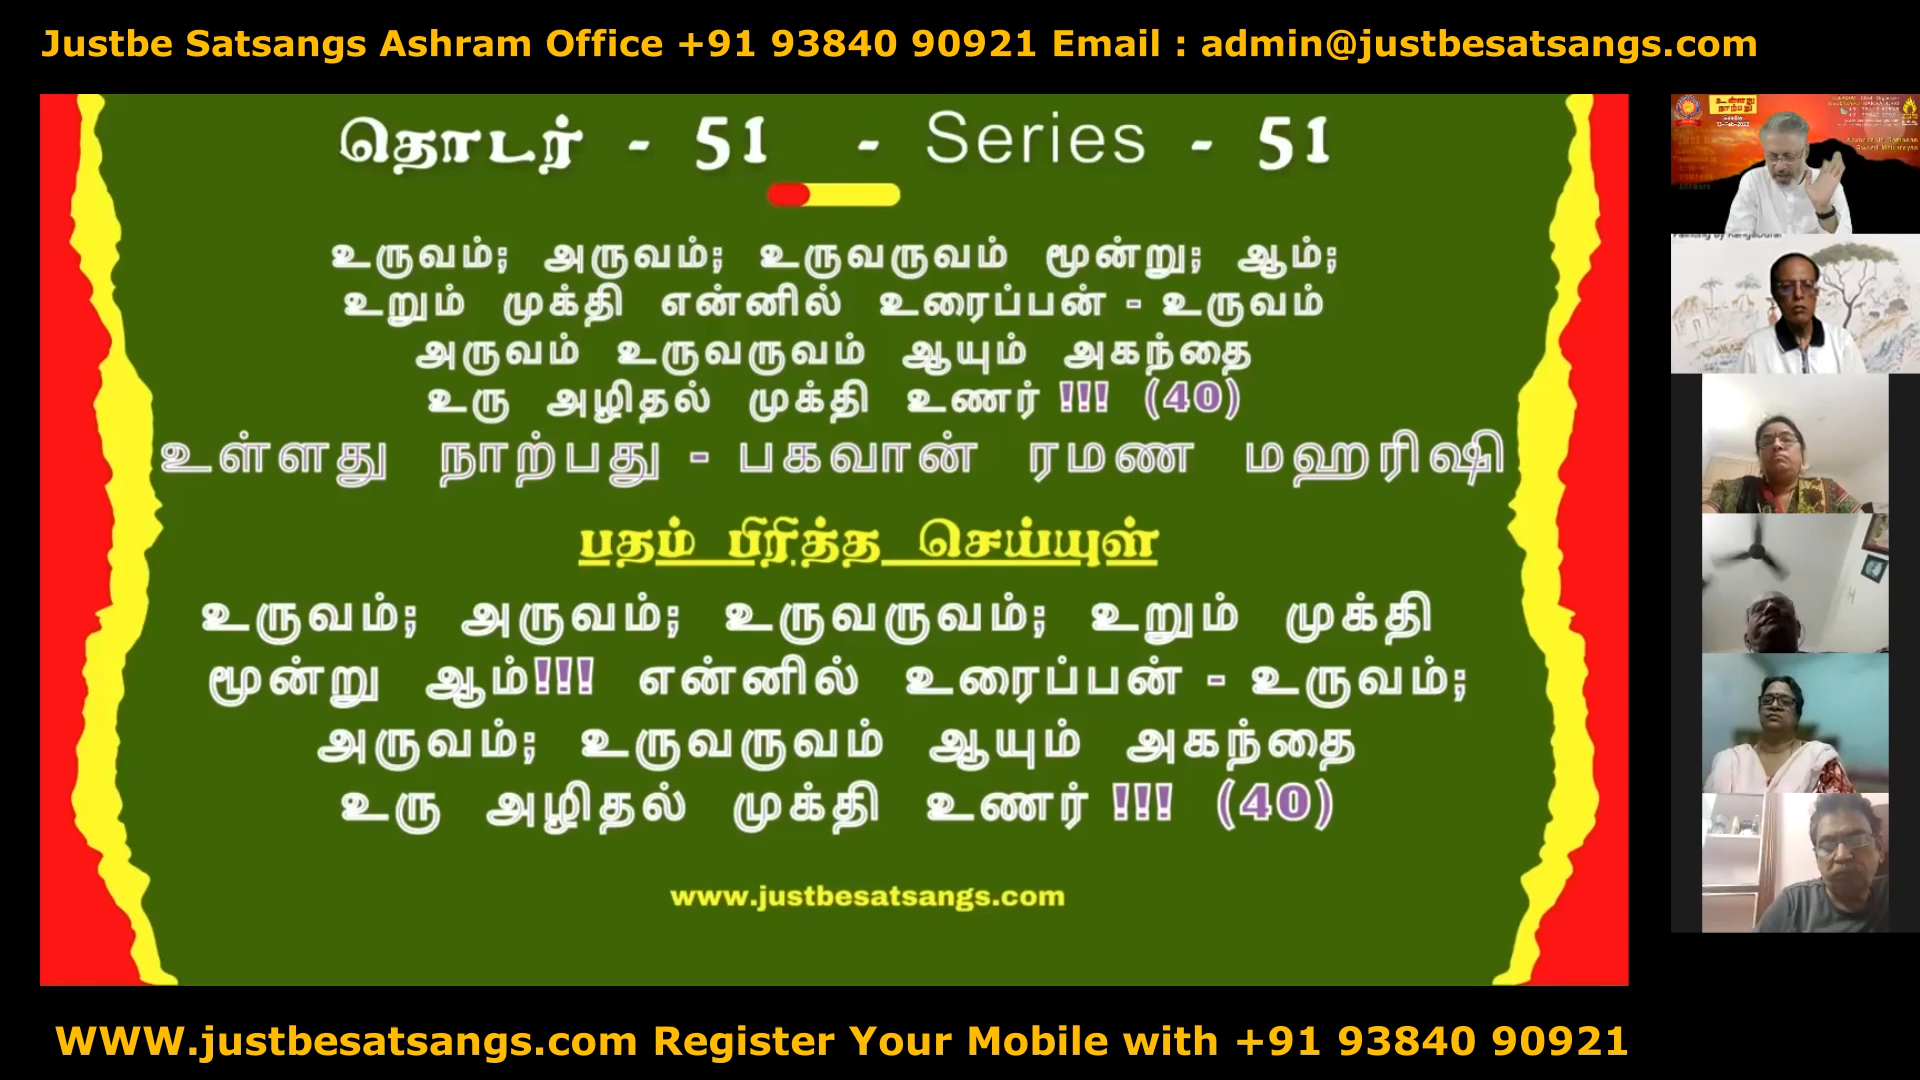 Justbe Satsangs Ashram Office +91 93840 90921 Email : admin@justbesatsangs.com
தொடர் - 51 - Series - 51
உருவம்; அருவம்; உருவருவம் மூன்று; ஆம்;
உறும் முக்தி என்னில் உரைப்பன் - உருவம்
அருவம் உருவருவம் ஆயும் அகந்தை
உரு அழிதல் முக்தி உணர் !!! (40)
உள்ளது நாற்பது - பகவான் ரமண மஹரிஷி
பதம் பிரித்த செய்யுள்
உருவம்; அருவம்; உருவருவம்; உறும் முக்தி
மூன்று ஆம்!!! என்னில் உரைப்பன் - உருவம்;
அருவம்; உருவருவம் ஆயும் அகந்தை
உரு அழிதல் முக்தி உணர் !!! (40)
www.justbesatsangs.com
உள்ளது
நாற்பது
WWW.justbesatsangs.com Register Your Mobile with +91 93840 90921